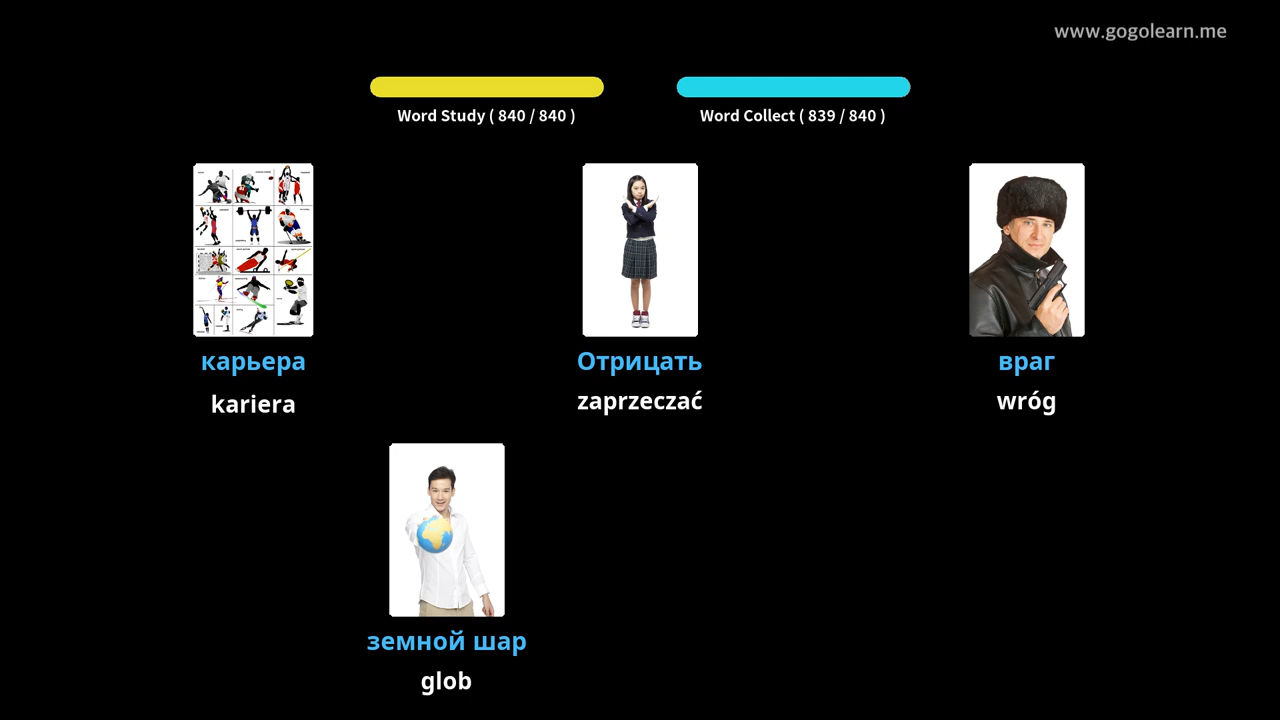 www.gogolearn.me
Word Study ( 840 / 840 )
Word Collect ( 839 / 840 )
карьера
Отрицать
враг
kariera
zaprzeczać
wróg
земной шар
glob